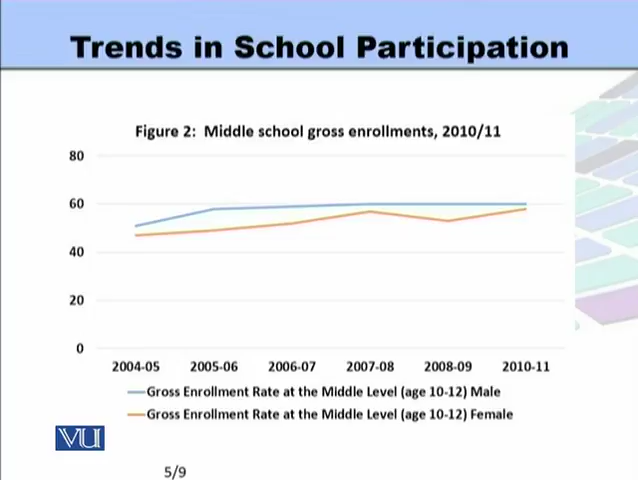 Trends in School Participation
Figure 2: Middle school gross enrollments, 2010/11
80
60
40
20
0
2004-05 2005-06 2006-07 2007-08 2008-09 2010-11
Gross Enrollment Rate at the Middle Level (age 10-12) Male
Gross Enrollment Rate at the Middle Level (age 10-12) Female
VU
5/9